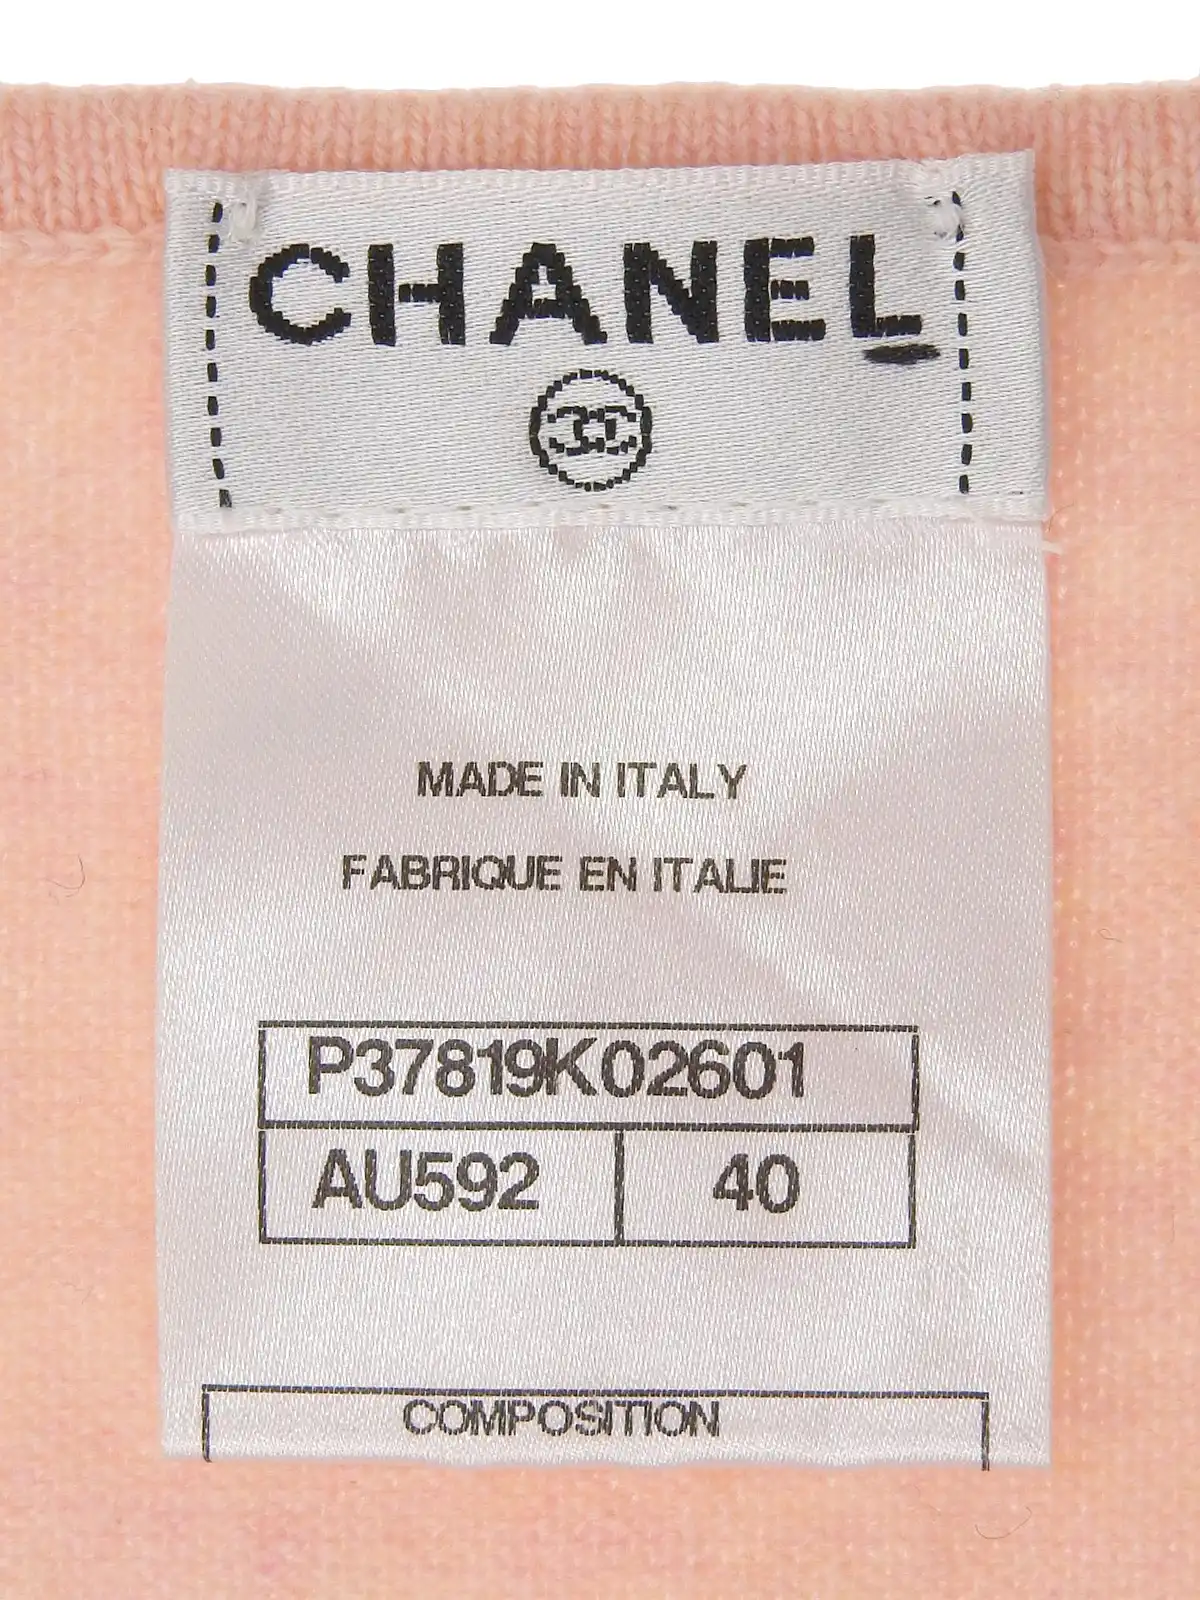 CHANEL
MADE IN ITALY
FABRIQUE EN ITALIE
P37819K02601
AU592 40
COMPOSITION